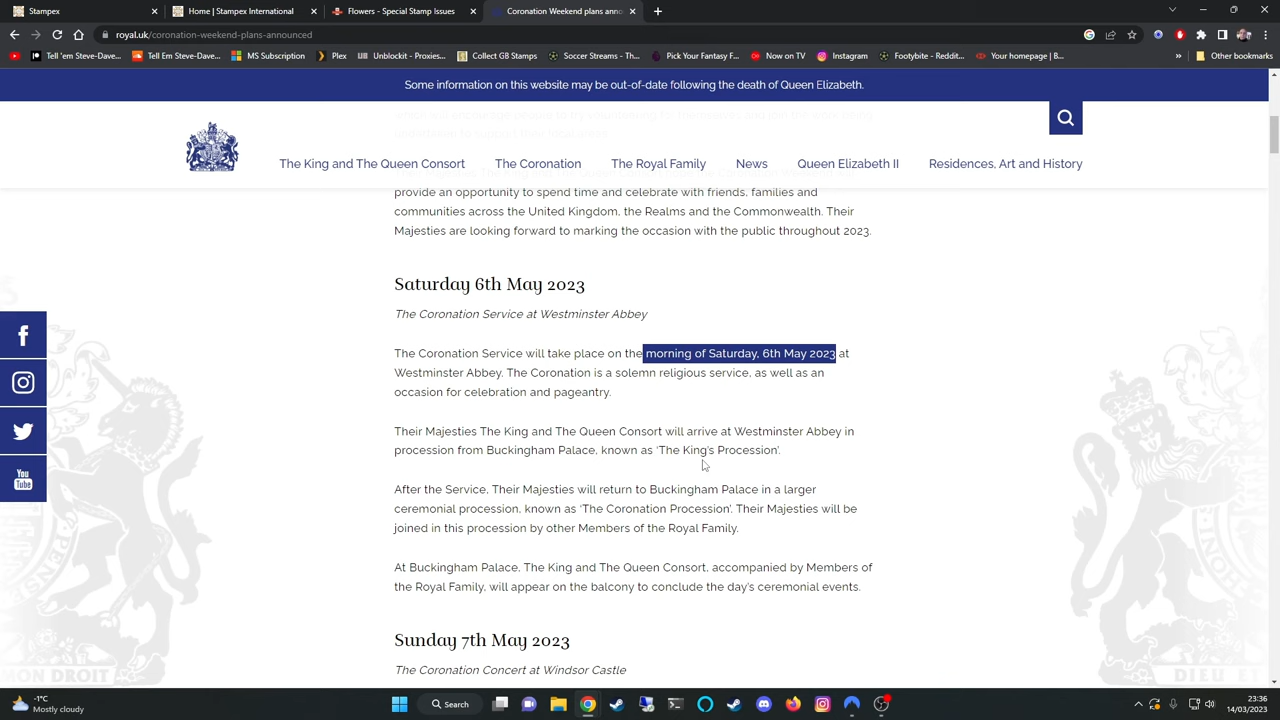 Stampex
Home | Stampex International
Flowers - Special Stamp Issues
Coronation Weekend plans anno
royal.uk/coronation-weekend-plans-announced
Tell 'em Steve-Dave...
Tell Em Steve-Dave...
MS Subscription
Plex
Unblockit - Proxies...
Collect GB Stamps
Soccer Streams - Th...
Pick Your Fantasy F...
Now on TV
Instagram
Footybite - Reddit...
Your homepage | B...
Other bookmarks
Some information on this website may be out-of-date following the death of Queen Elizabeth.
The King and The Queen Consort
The Coronation
The Royal Family
News
Queen Elizabeth II
Residences, Art and History
provide an opportunity to spend time and celebrate with friends, families and
communities across the United Kingdom, the Realms and the Commonwealth. Their
Majesties are looking forward to marking the occasion with the public throughout 2023.
Saturday 6th May 2023
The Coronation Service at Westminster Abbey
The Coronation Service will take place on the morning of Saturday, 6th May 2023 at
Westminster Abbey. The Coronation is a solemn religious service, as well as an
occasion for celebration and pageantry.
Their Majesties The King and The Queen Consort will arrive at Westminster Abbey in
procession from Buckingham Palace, known as ‘The King’s Procession’.
After the Service, Their Majesties will return to Buckingham Palace in a larger
ceremonial procession, known as ‘The Coronation Procession’. Their Majesties will be
joined in this procession by other Members of the Royal Family.
At Buckingham Palace, The King and The Queen Consort, accompanied by Members of
the Royal Family, will appear on the balcony to conclude the day’s ceremonial events.
Sunday 7th May 2023
The Coronation Concert at Windsor Castle
You
Tube
MON DROIT
DIEU ET
-1°C
Mostly cloudy
Search
23:36
14/03/2023